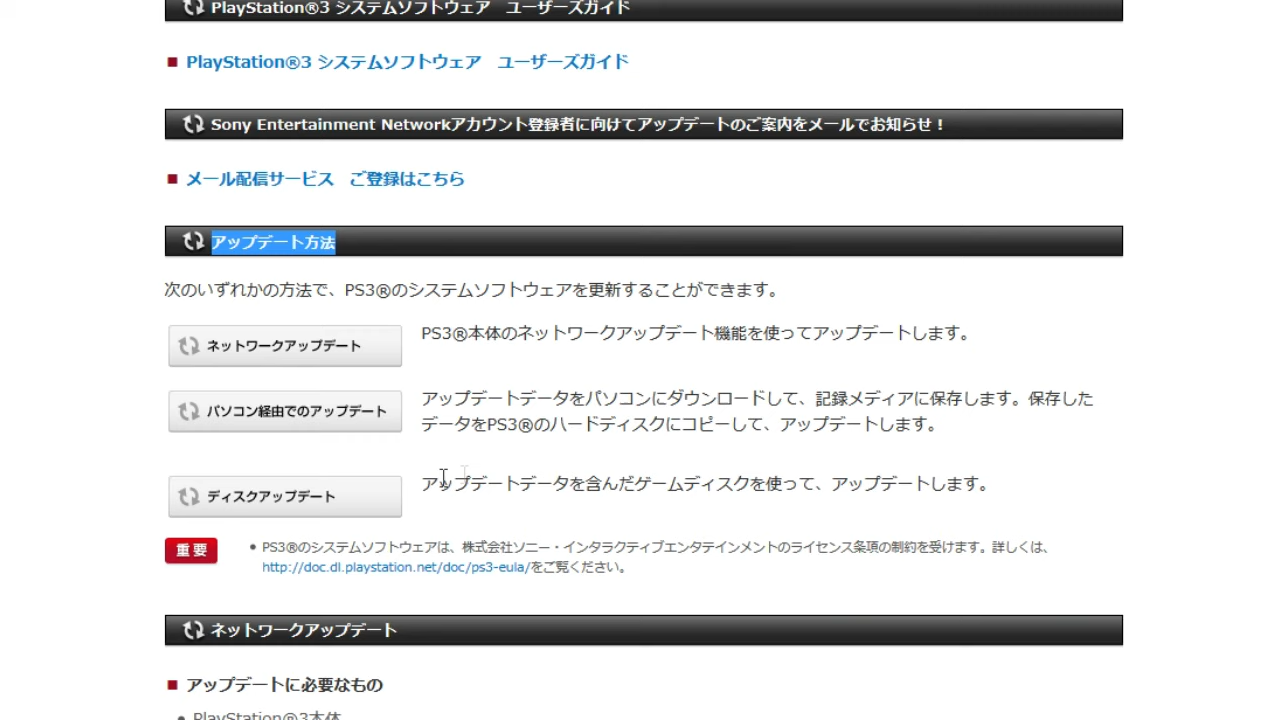 PlayStation®3 システムソフトウェア　ユーザーズガイド
PlayStation®3 システムソフトウェア　ユーザーズガイド
Sony Entertainment Networkアカウント登録者に向けてアップデートのご案内をメールでお知らせ！
メール配信サービス　ご登録はこちら
アップデート方法
次のいずれかの方法で、PS3®のシステムソフトウェアを更新することができます。
ネットワークアップデート
PS3®本体のネットワークアップデート機能を使ってアップデートします。
パソコン経由でのアップデート
アップデートデータをパソコンにダウンロードして、記録メディアに保存します。保存した
データをPS3®のハードディスクにコピーして、アップデートします。
ディスクアップデート
アップデートデータを含んだゲームディスクを使って、アップデートします。
重要
PS3®のシステムソフトウェアは、株式会社ソニー・インタラクティブエンタテインメントのライセンス条項の制約を受けます。詳しくは、
http://doc.dl.playstation.net/doc/ps3-eula/をご覧ください。
ネットワークアップデート
アップデートに必要なもの
PlayStation®3本体